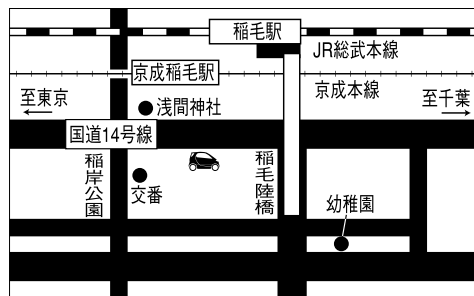 稲毛駅
JR総武本線
京成稲毛駅
京成本線
至東京
至千葉
浅間神社
国道14号線
稲岸公園
交番
稲毛陸橋
幼稚園